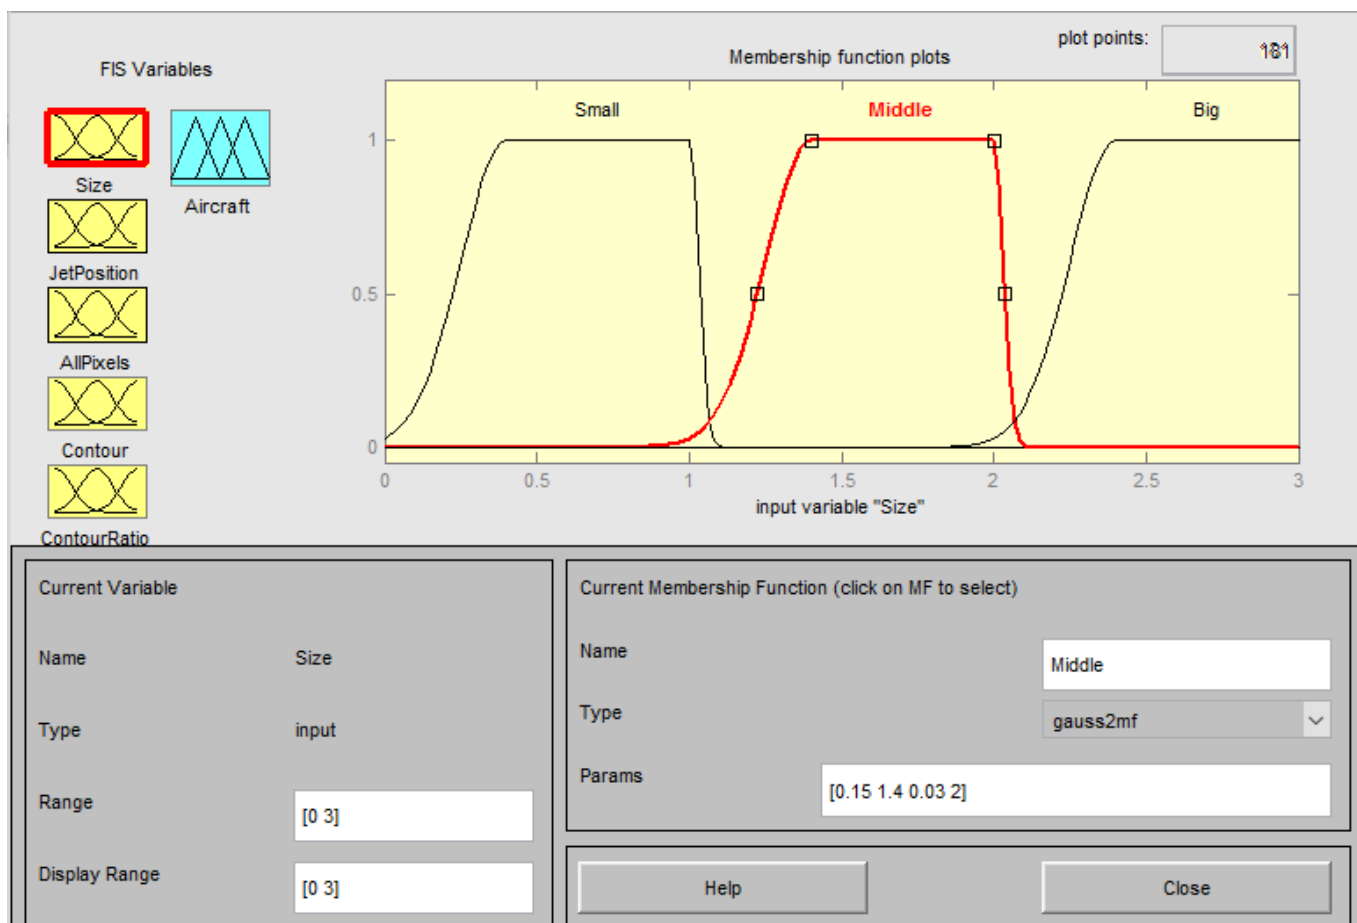 plot points:
181
FIS Variables
Membership function plots
Small
Middle
Big
1
0.5
0
0
0.5
1
1.5
2
2.5
3
input variable "Size"
Size
Aircraft
JetPosition
AllPixels
Contour
ContourRatio
Current Variable
Name
Size
Type
input
Range
[0 3]
Display Range
[0 3]
Current Membership Function (click on MF to select)
Name
Middle
Type
gauss2mf
Params
[0.15 1.4 0.03 2]
Help
Close